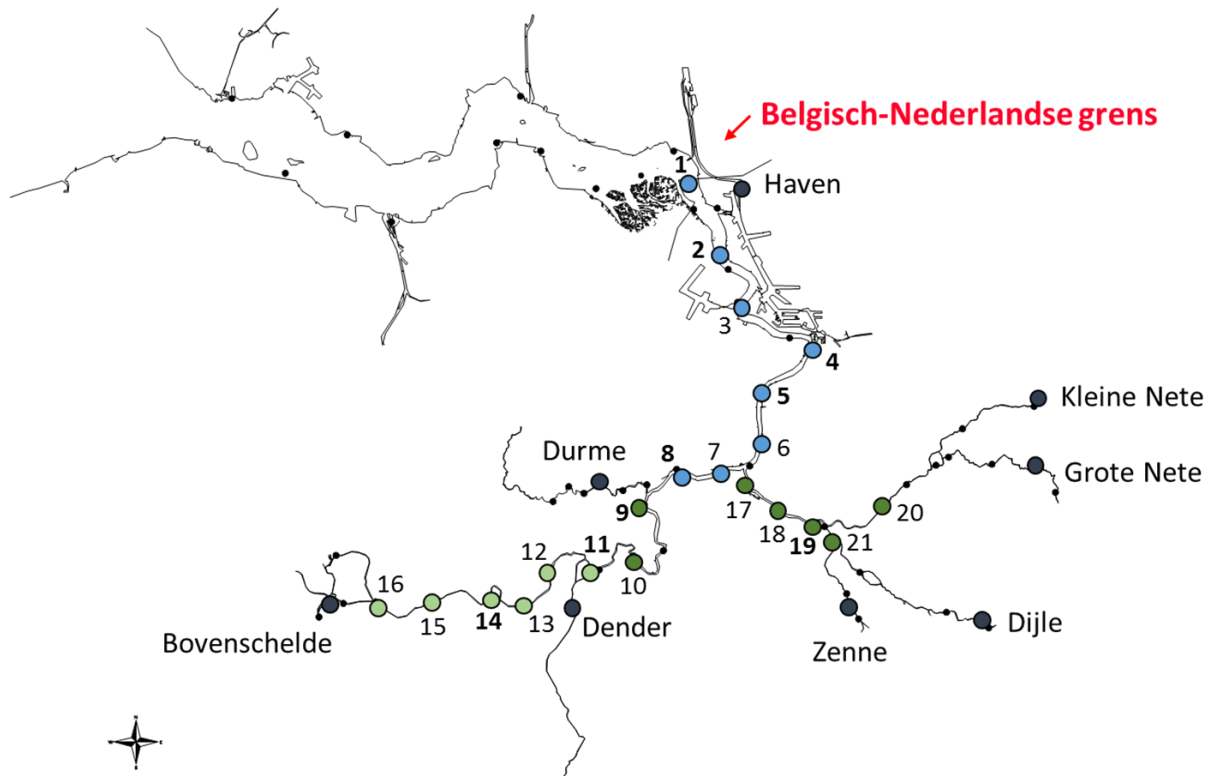 Belgisch-Nederlandse grens
1
Haven
2
3
4
5
Kleine Nete
6
Durme
8
7
Grote Nete
9
17
20
18
12
11
19
21
10
16
15
14
13
Dender
Dijle
Bovenschelde
Zenne
N
W
E
S